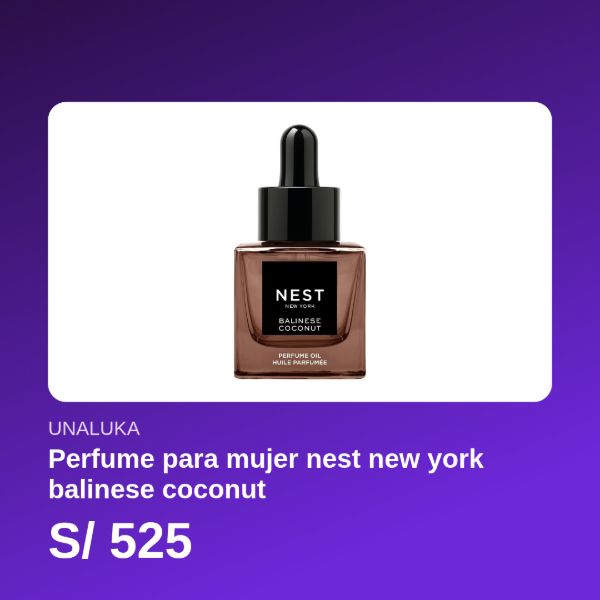 NEST
NEW YORK
BALINESE
COCONUT
PERFUME OIL
HUILE PARFUMÉE
UNALUKA
Perfume para mujer nest new york
balinese coconut
S/ 525